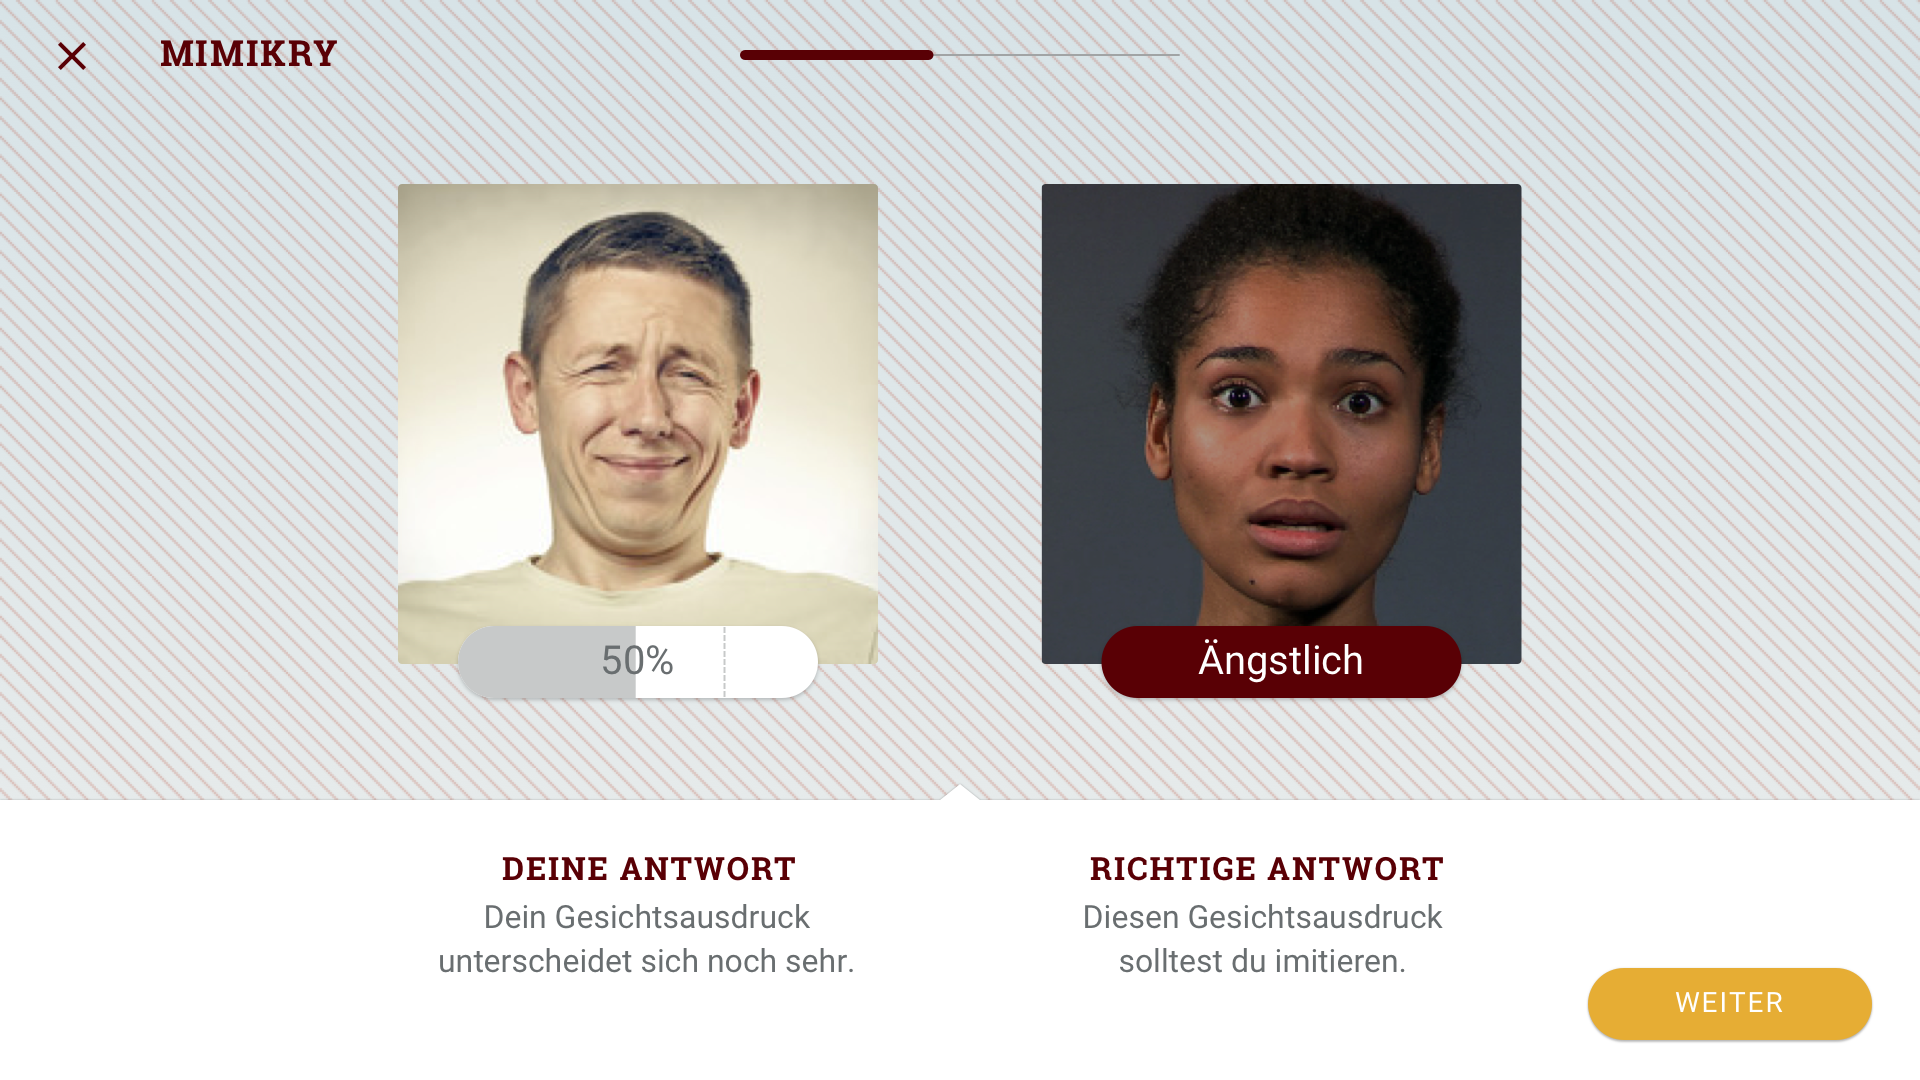 MIMIKRY
50%
Ängstlich
DEINE ANTWORT
Dein Gesichtsausdruck
unterscheidet sich noch sehr.
RICHTIGE ANTWORT
Diesen Gesichtsausdruck
solltest du imitieren.
WEITER